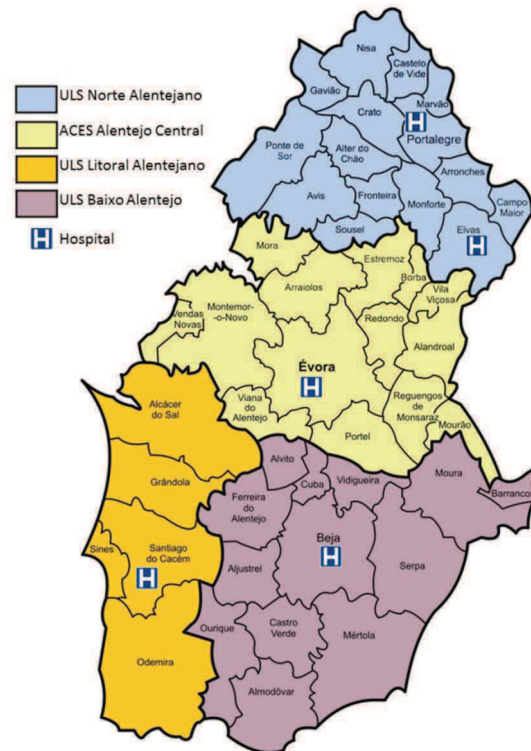 ULS Norte Alentejano
ACES Alentejo Central
ULS Litoral Alentejano
ULS Baixo Alentejo
H Hospital
Nisa
Castelo
de Vide
Gavião
Marvão
Crato
H
Portalegre
Ponte de
Sor
Alter do
Chão
Arronches
Avis
Fronteira
Monforte
Campo
Maior
Sousel
Elvas
H
Mora
Estremoz
Borba
Vila
Viçosa
Arraiolos
Montemor-
-o-Novo
Vendas
Novas
Redondo
Alandroal
Évora
H
Viana do
Alentejo
Reguengos de
Monsaraz
Portel
Mourão
Alcácer
do Sal
Grândola
Alvito
Cuba
Vidigueira
Moura
Barranco
Ferreira do
Alentejo
Beja
H
Sines
Santiago
do Cacém
H
Aljustrel
Serpa
Ourique
Castro
Verde
Mértola
Odemira
Almodôvar